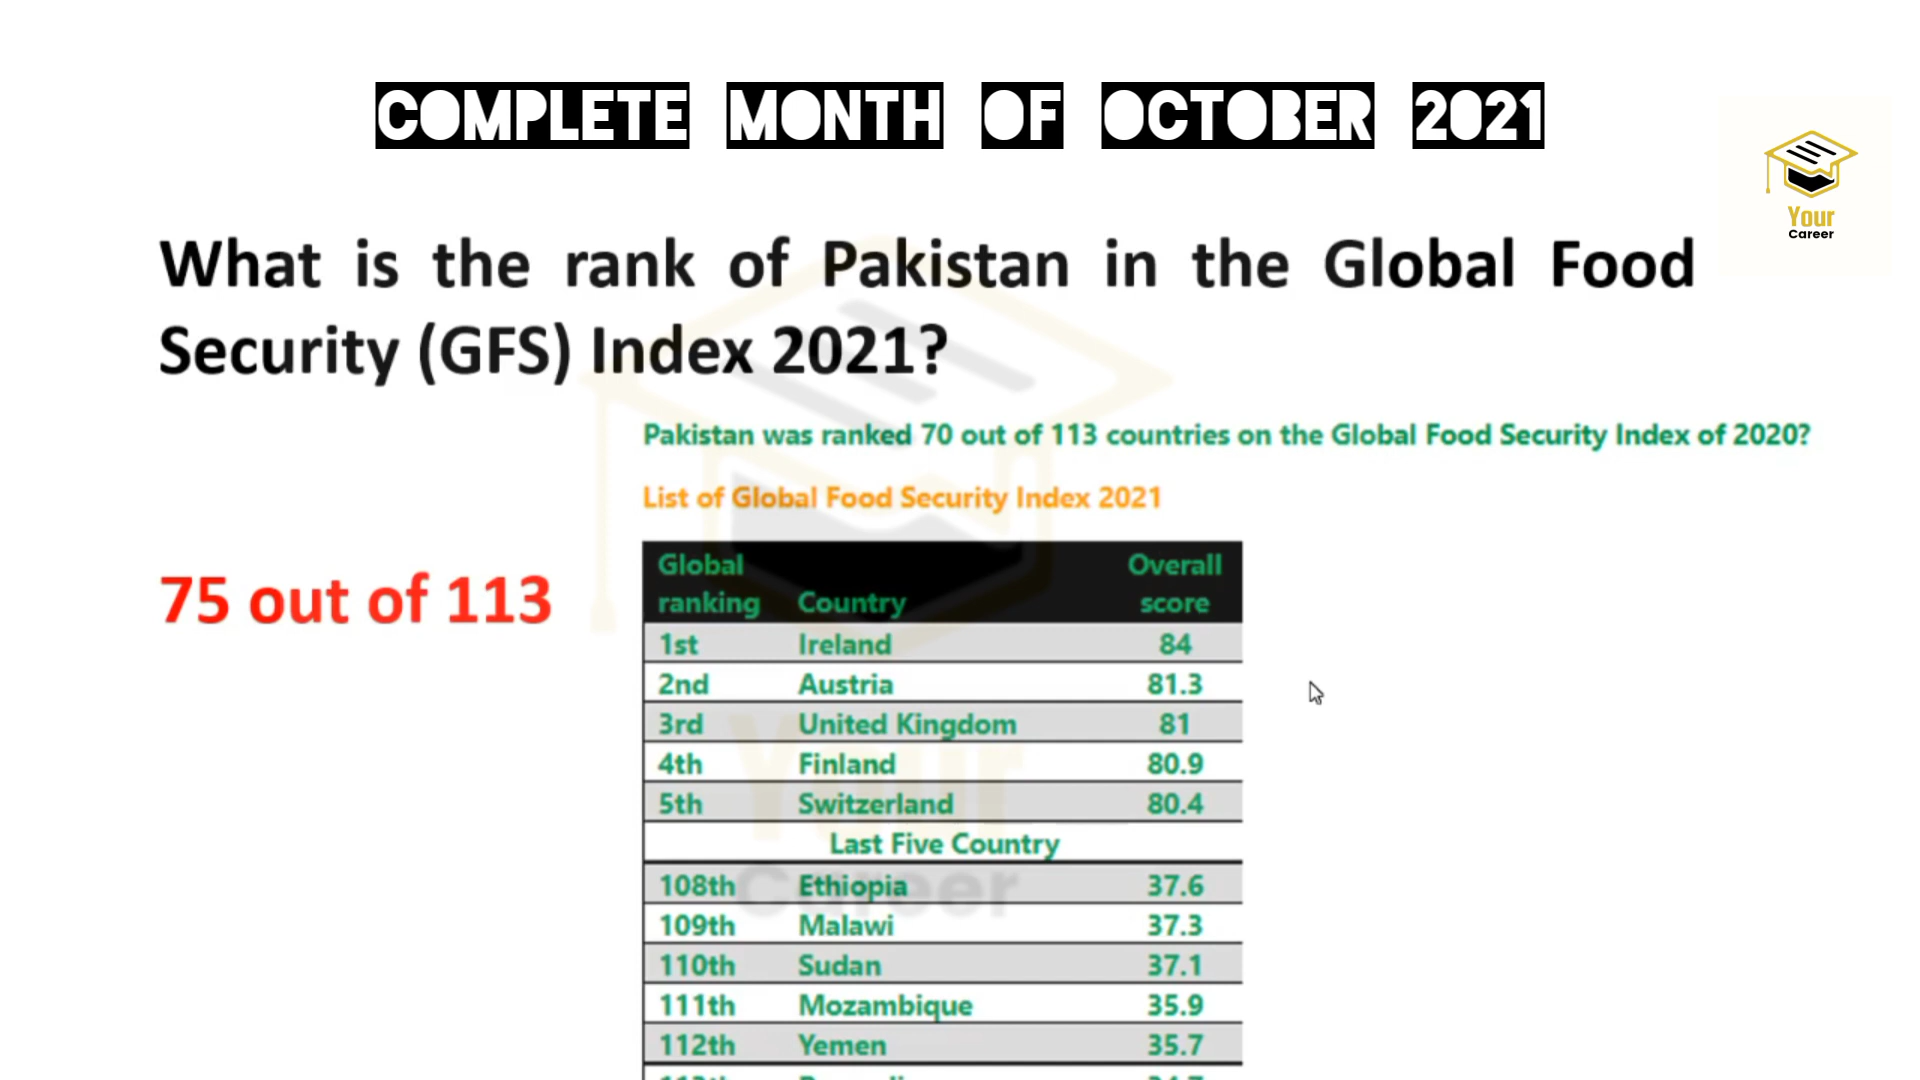 COMPLETE MONTH OF OCTOBER 2021
Your
Career
What is the rank of Pakistan in the Global Food
Security (GFS) Index 2021?
Pakistan was ranked 70 out of 113 countries on the Global Food Security Index of 2020?
List of Global Food Security Index 2021
75 out of 113
Global ranking Country Overall score
1st Ireland 84
2nd Austria 81.3
3rd United Kingdom 81
4th Finland 80.9
5th Switzerland 80.4
Last Five Country
108th Ethiopia 37.6
109th Malawi 37.3
110th Sudan 37.1
111th Mozambique 35.9
112th Yemen 35.7
Your
Career